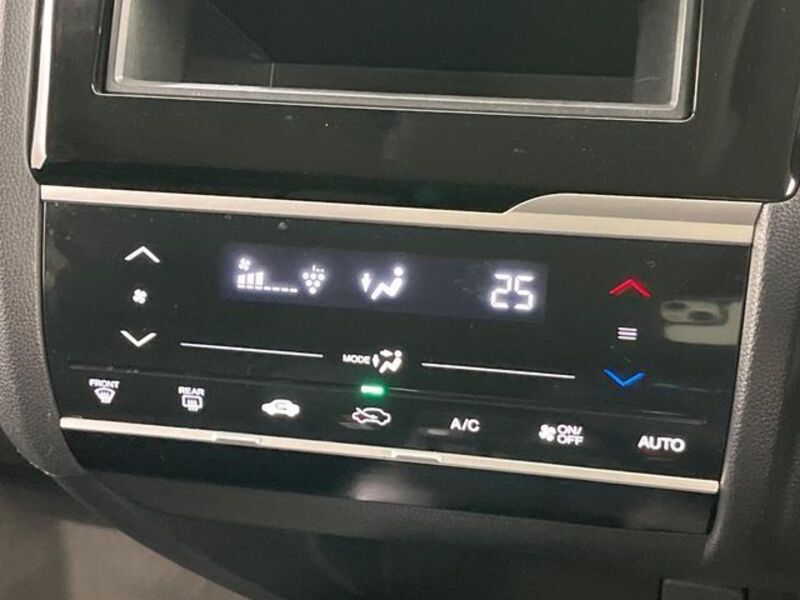 25
MODE
FRONT
REAR
A/C
ON/
OFF
AUTO